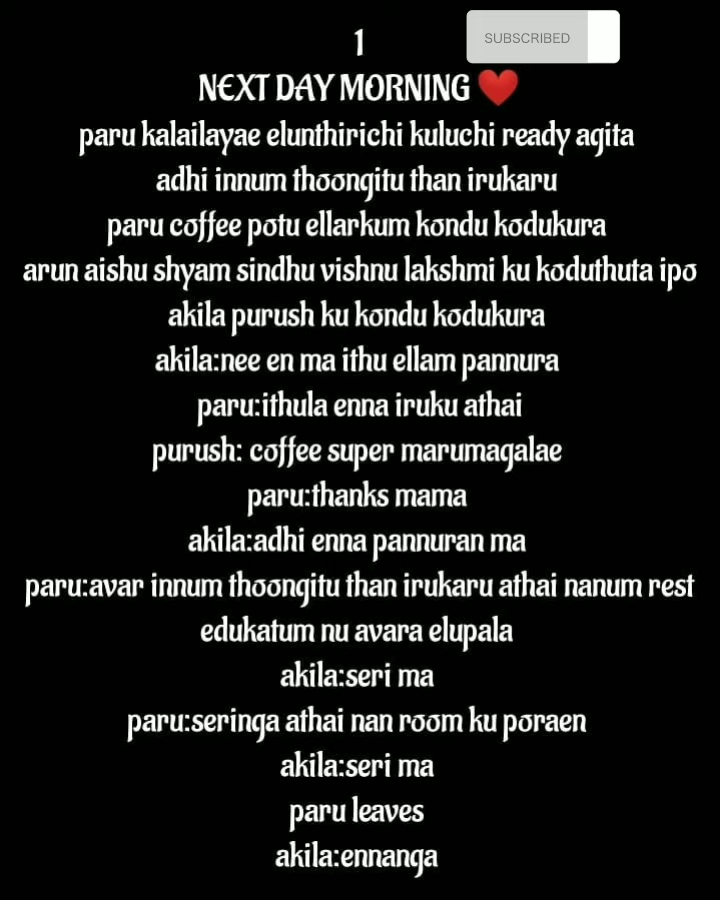 1
SUBSCRIBED
NEXT DAY MORNING ❤️
paru kalailayae elunthirichi kuluchi ready agita
adhi innum thoongitu than irukaru
paru coffee potu ellarkum kondu kodukura
arun aishu shyam sindhu vishnu lakshmi ku koduthuta ipo
akila purush ku kondu kodukura
akila:nee en ma ithu ellam pannura
paru:ithula enna iruku athai
purush: coffee super marumagalae
paru:thanks mama
akila:adhi enna pannuran ma
paru:avar innum thoongitu than irukaru athai nanum rest
edukatum nu avara elupala
akila:seri ma
paru:seringa athai nan room ku poraen
akila:seri ma
paru leaves
akila:ennanga